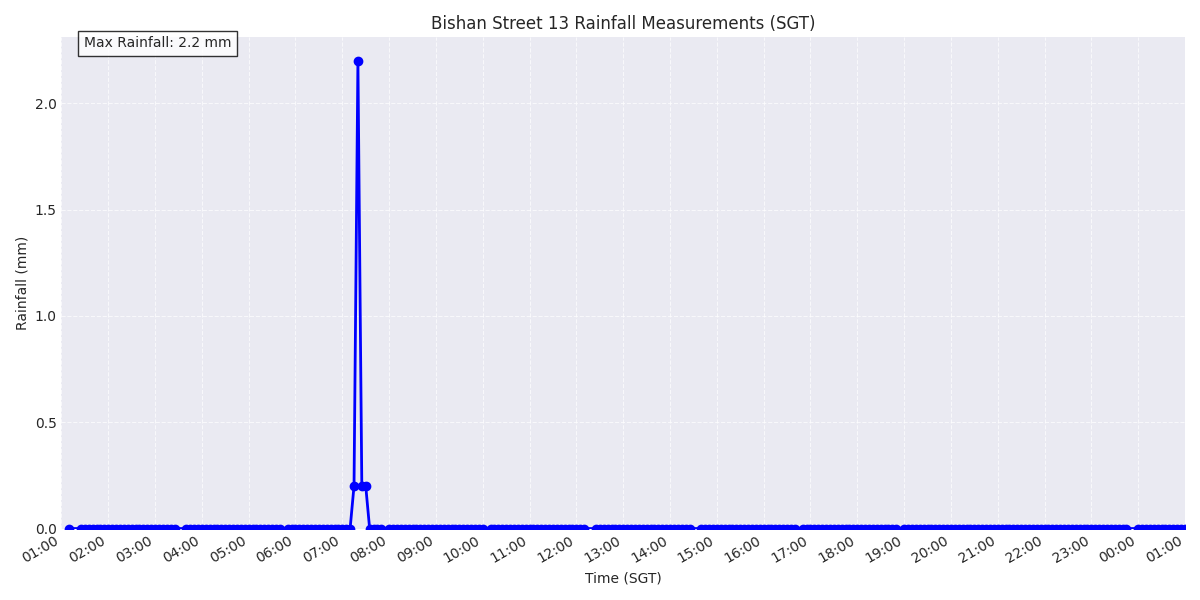 Bishan Street 13 Rainfall Measurements (SGT)
Max Rainfall: 2.2 mm
2.0
1.5
1.0
0.5
0.0
Rainfall (mm)
01:00 02:00 03:00 04:00 05:00 06:00 07:00 08:00 09:00 10:00 11:00 12:00 13:00 14:00 15:00 16:00 17:00 18:00 19:00 20:00 21:00 22:00 23:00 00:00 01:00
Time (SGT)